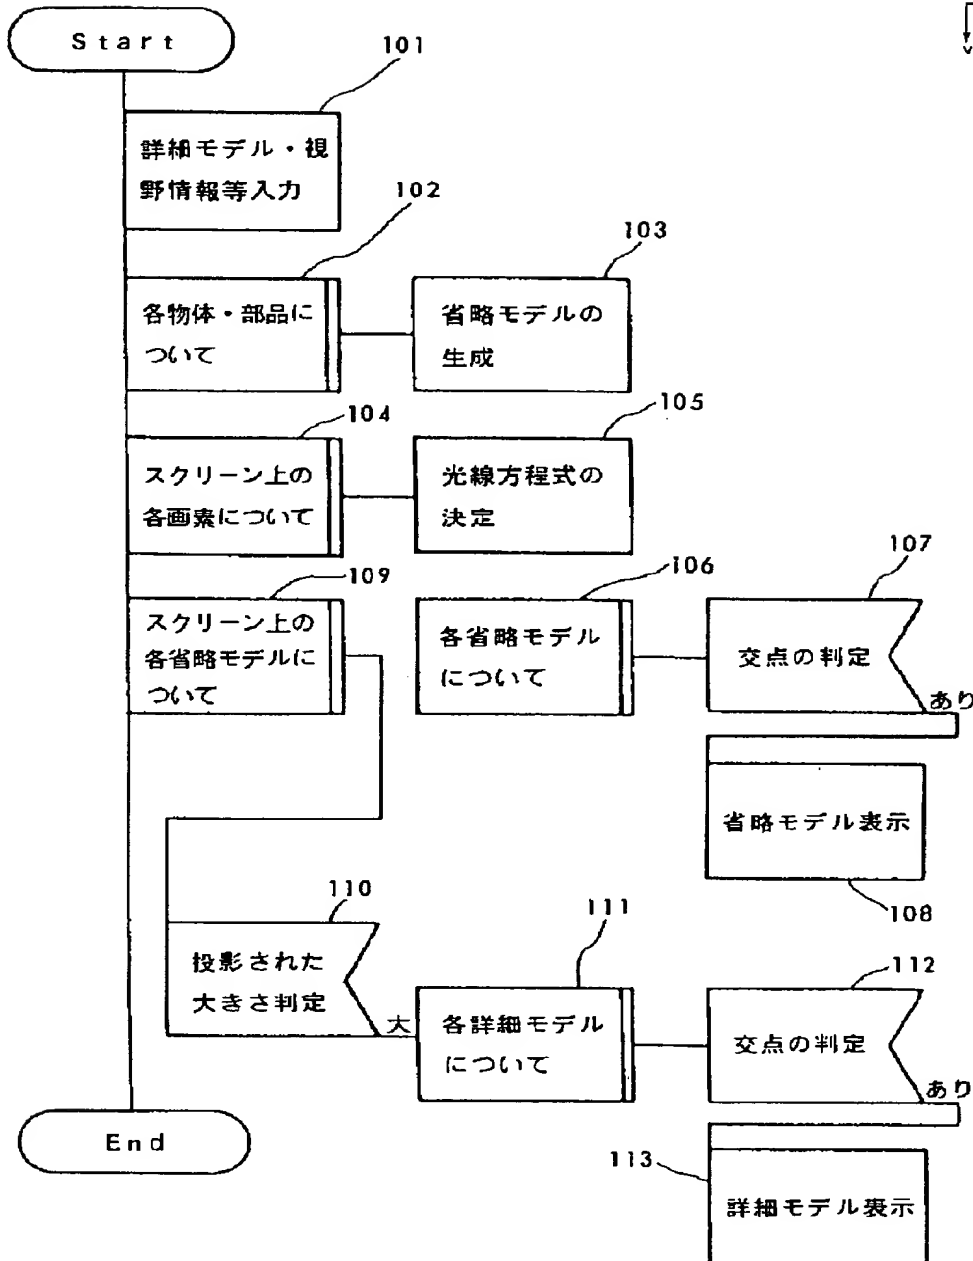 Start
101
詳細モデル・視
野情報等入力
102
各物体・部品に
ついて
103
省略モデルの
生成
104
スクリーン上の
各画素について
105
光線方程式の
決定
109
スクリーン上の
各省略モデルに
ついて
106
各省略モデル
について
107
交点の判定
あり
省略モデル表示
108
110
投影された
大きさ判定
大
111
各詳細モデル
について
112
交点の判定
あり
113
詳細モデル表示
End